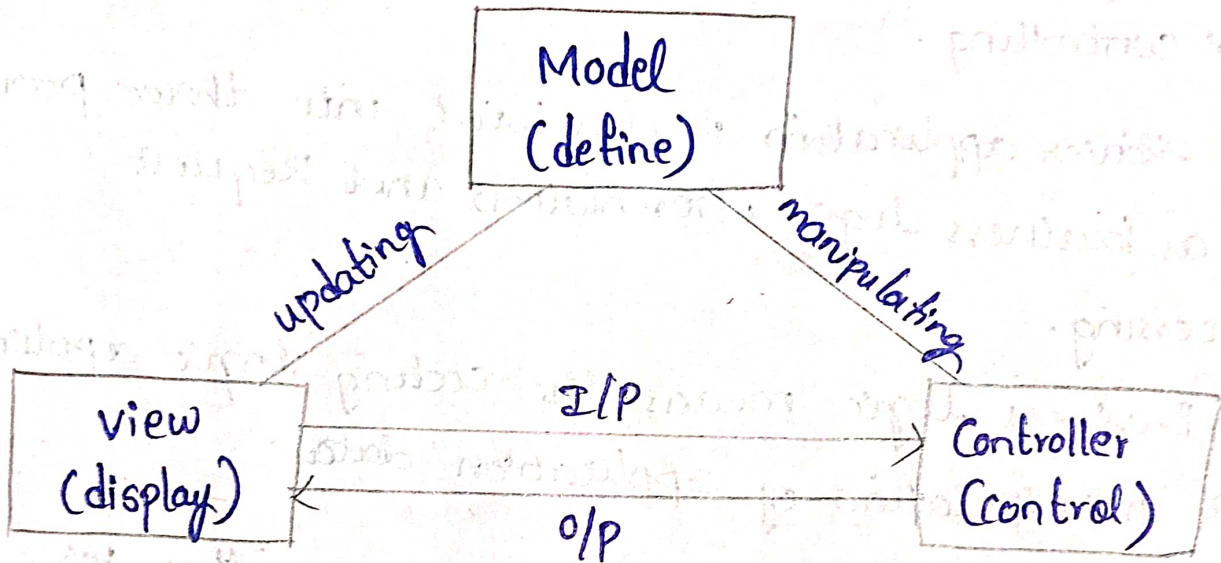 Model
(define)
updating
manipulating
I/P
view
(display)
Controller
(control)
O/P